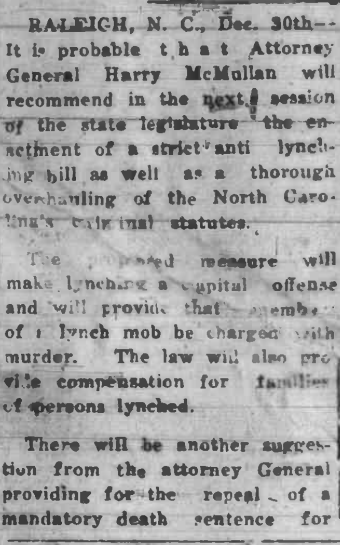 RALEIGH, N. C., Dec. 30th--
It is probable that Attorney
General Harry McMullan will
recommend in the next session
of the state legislature the en-
actment of a strict anti lynch-
ing bill as well as a thorough
overhauling of the North Caro-
lina's criminal statutes.
The proposed measure will
make lynching a capital offense
and will provide that members
of a lynch mob be charged with
murder. The law will also pro
vide compensation for families
of persons lynched.
There will be another sugges-
tion from the attorney General
providing for the repeal of a
mandatory death sentence for